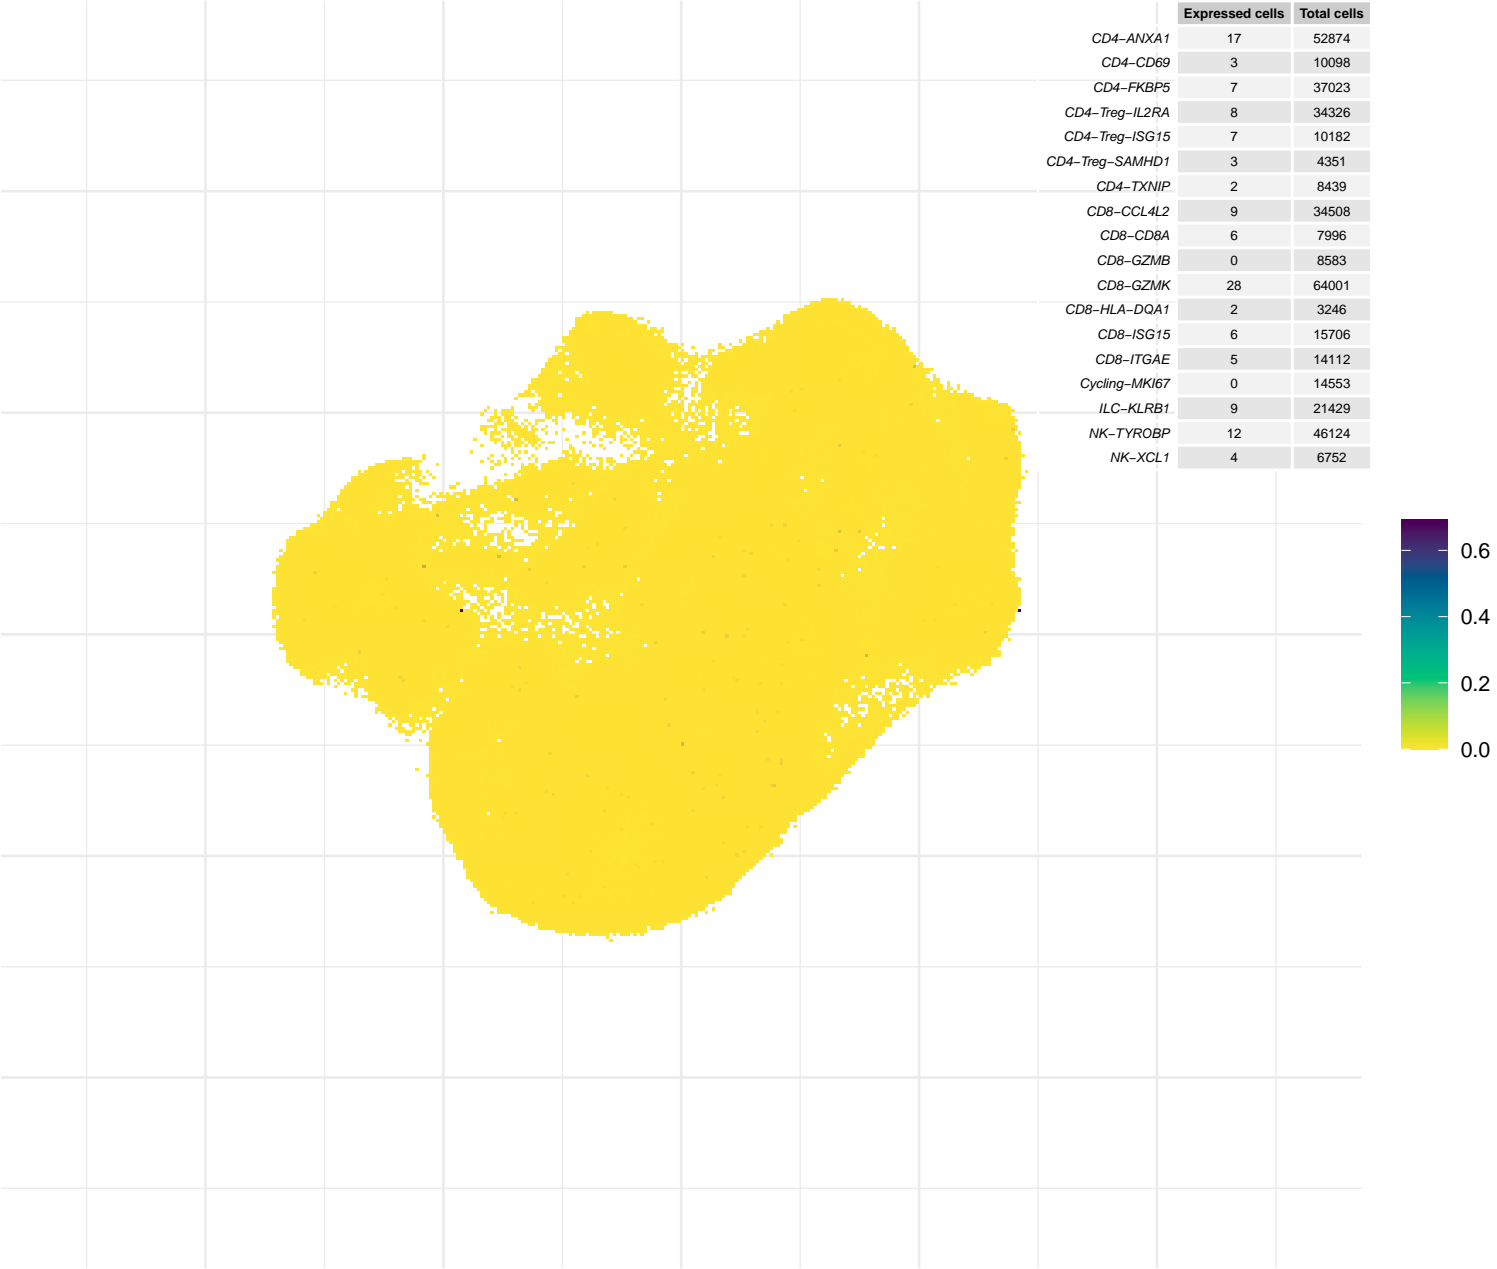 Expressed cells Total cells
CD4−ANXA1 17 52874
CD4−CD69 3 10098
CD4−FKBP5 7 37023
CD4−Treg−IL2RA 8 34326
CD4−Treg−ISG15 7 10182
CD4−Treg−SAMHD1 3 4351
CD4−TXNIP 2 8439
CD8−CCL4L2 9 34508
CD8−CD8A 6 7996
CD8−GZMB 0 8583
CD8−GZMK 28 64001
CD8−HLA−DQA1 2 3246
CD8−ISG15 6 15706
CD8−ITGAE 5 14112
Cycling−MKI67 0 14553
ILC−KLRB1 9 21429
NK−TYROBP 12 46124
NK−XCL1 4 6752
0.6
0.4
0.2
0.0